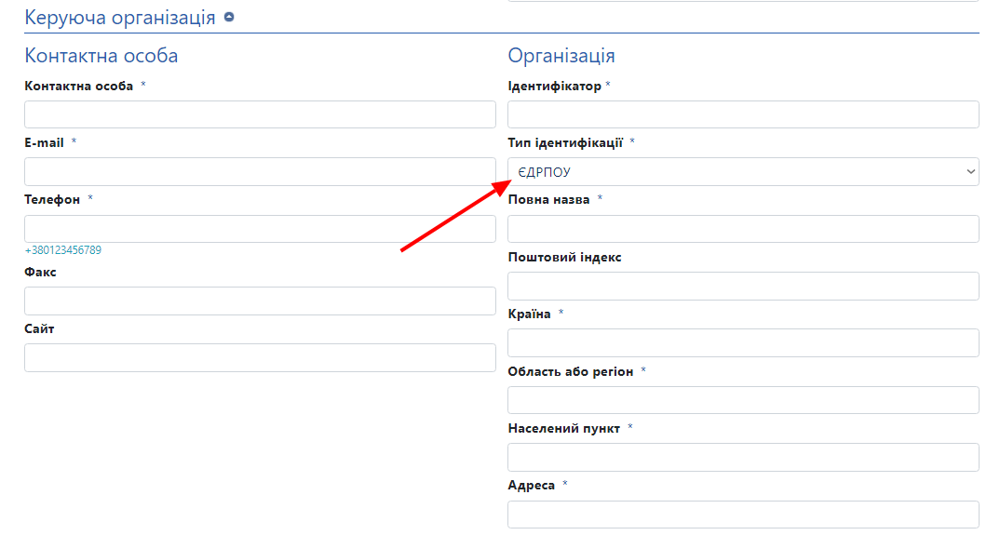 Керуюча організація
Контактна особа
Контактна особа *
E-mail *
Телефон *
+380123456789
Факс
Сайт
Організація
Ідентифікатор *
Тип ідентифікації *
ЄДРПОУ
Повна назва *
Поштовий індекс
Країна *
Область або регіон *
Населений пункт *
Адреса *